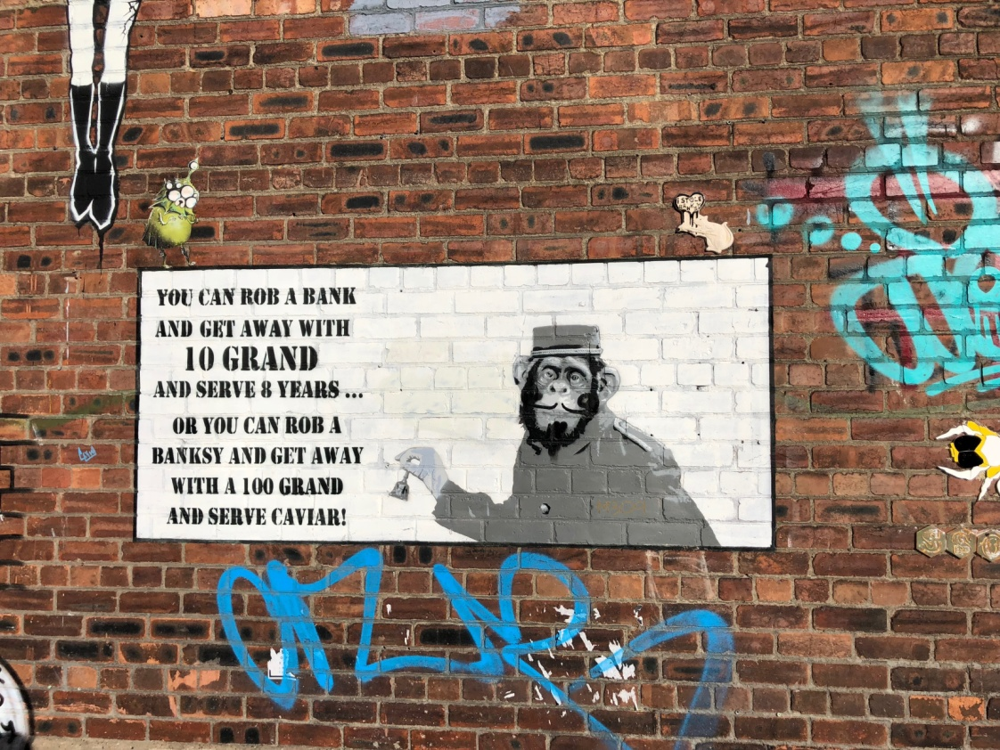 YOU CAN ROB A BANK
AND GET AWAY WITH
10 GRAND
AND SERVE 8 YEARS ...
OR YOU CAN ROB A
BANKSY AND GET AWAY
WITH A 100 GRAND
AND SERVE CAVIAR!